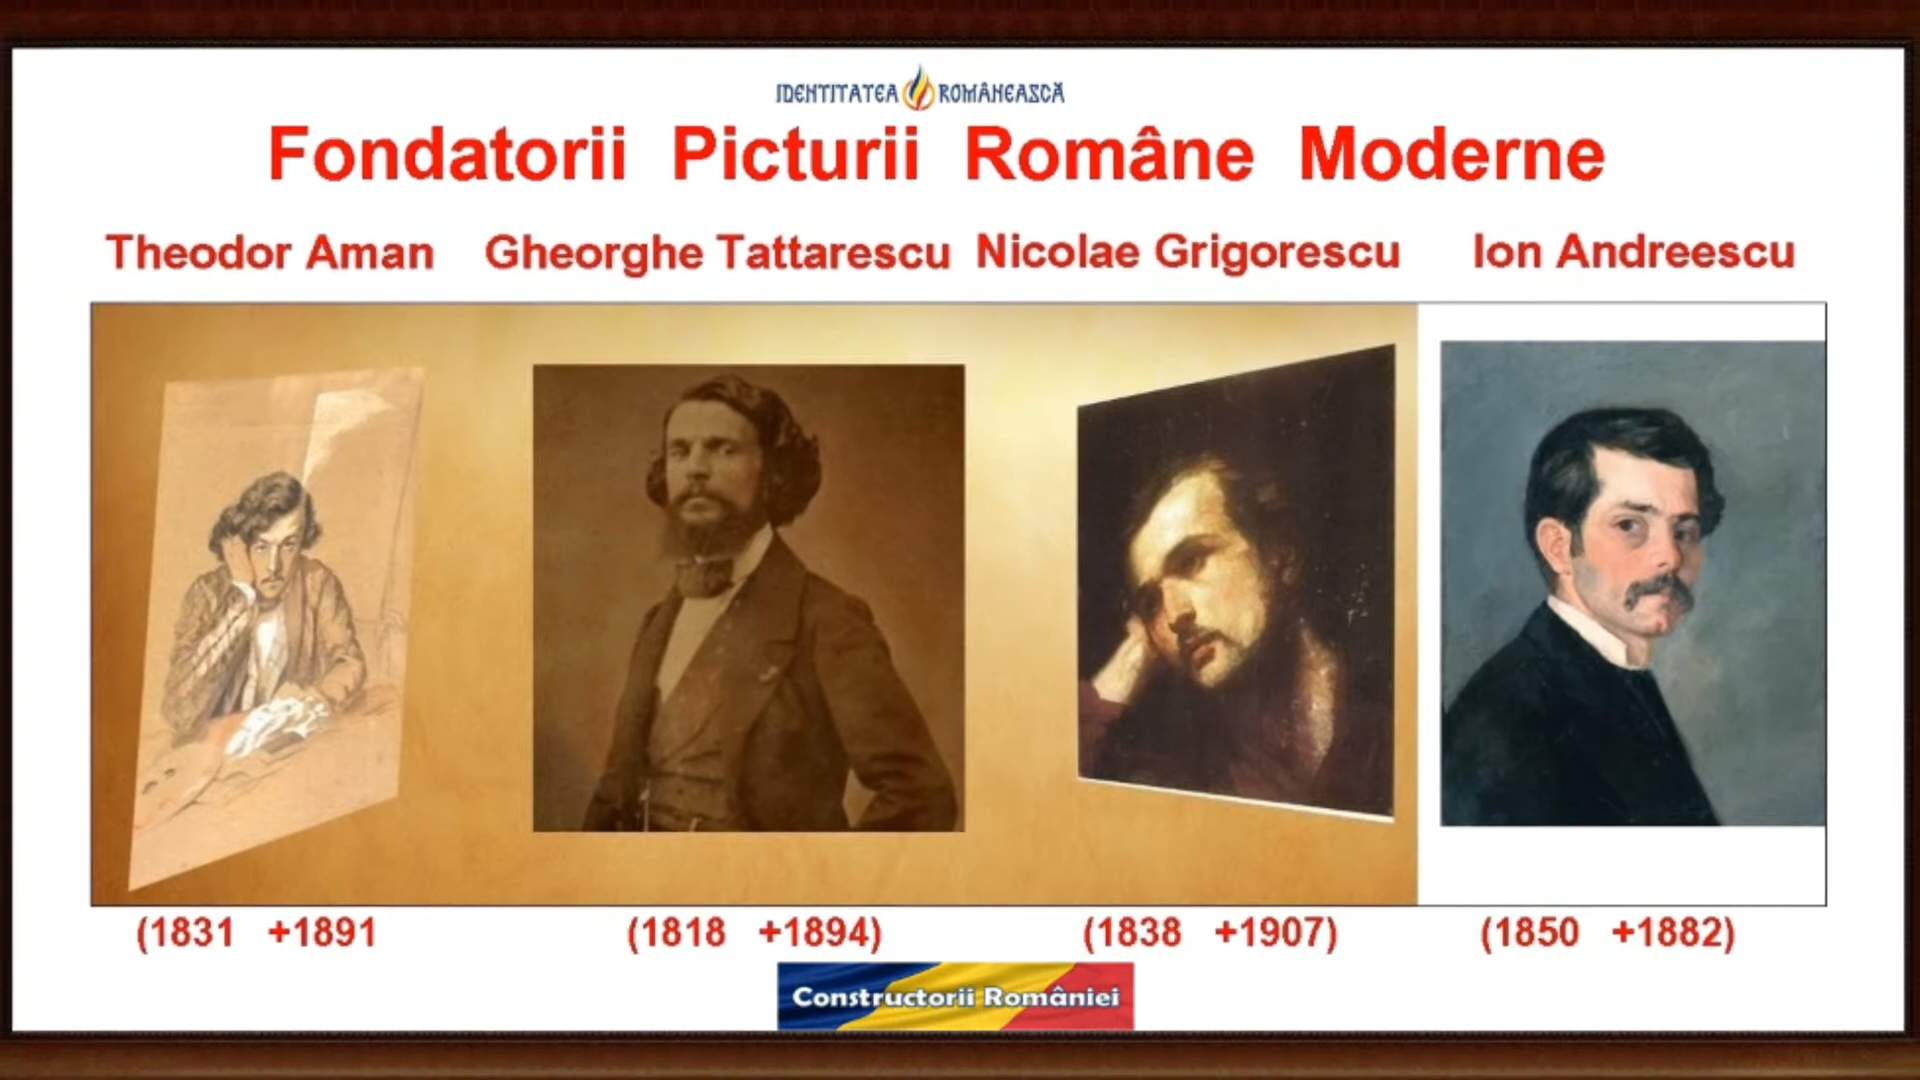 IDENTITATEA ROMÂNEASCĂ
Fondatorii Picturii Române Moderne
Theodor Aman Gheorghe Tattarescu Nicolae Grigorescu Ion Andreescu
(1831 +1891 (1818 +1894) (1838 +1907) (1850 +1882)
Constructorii României